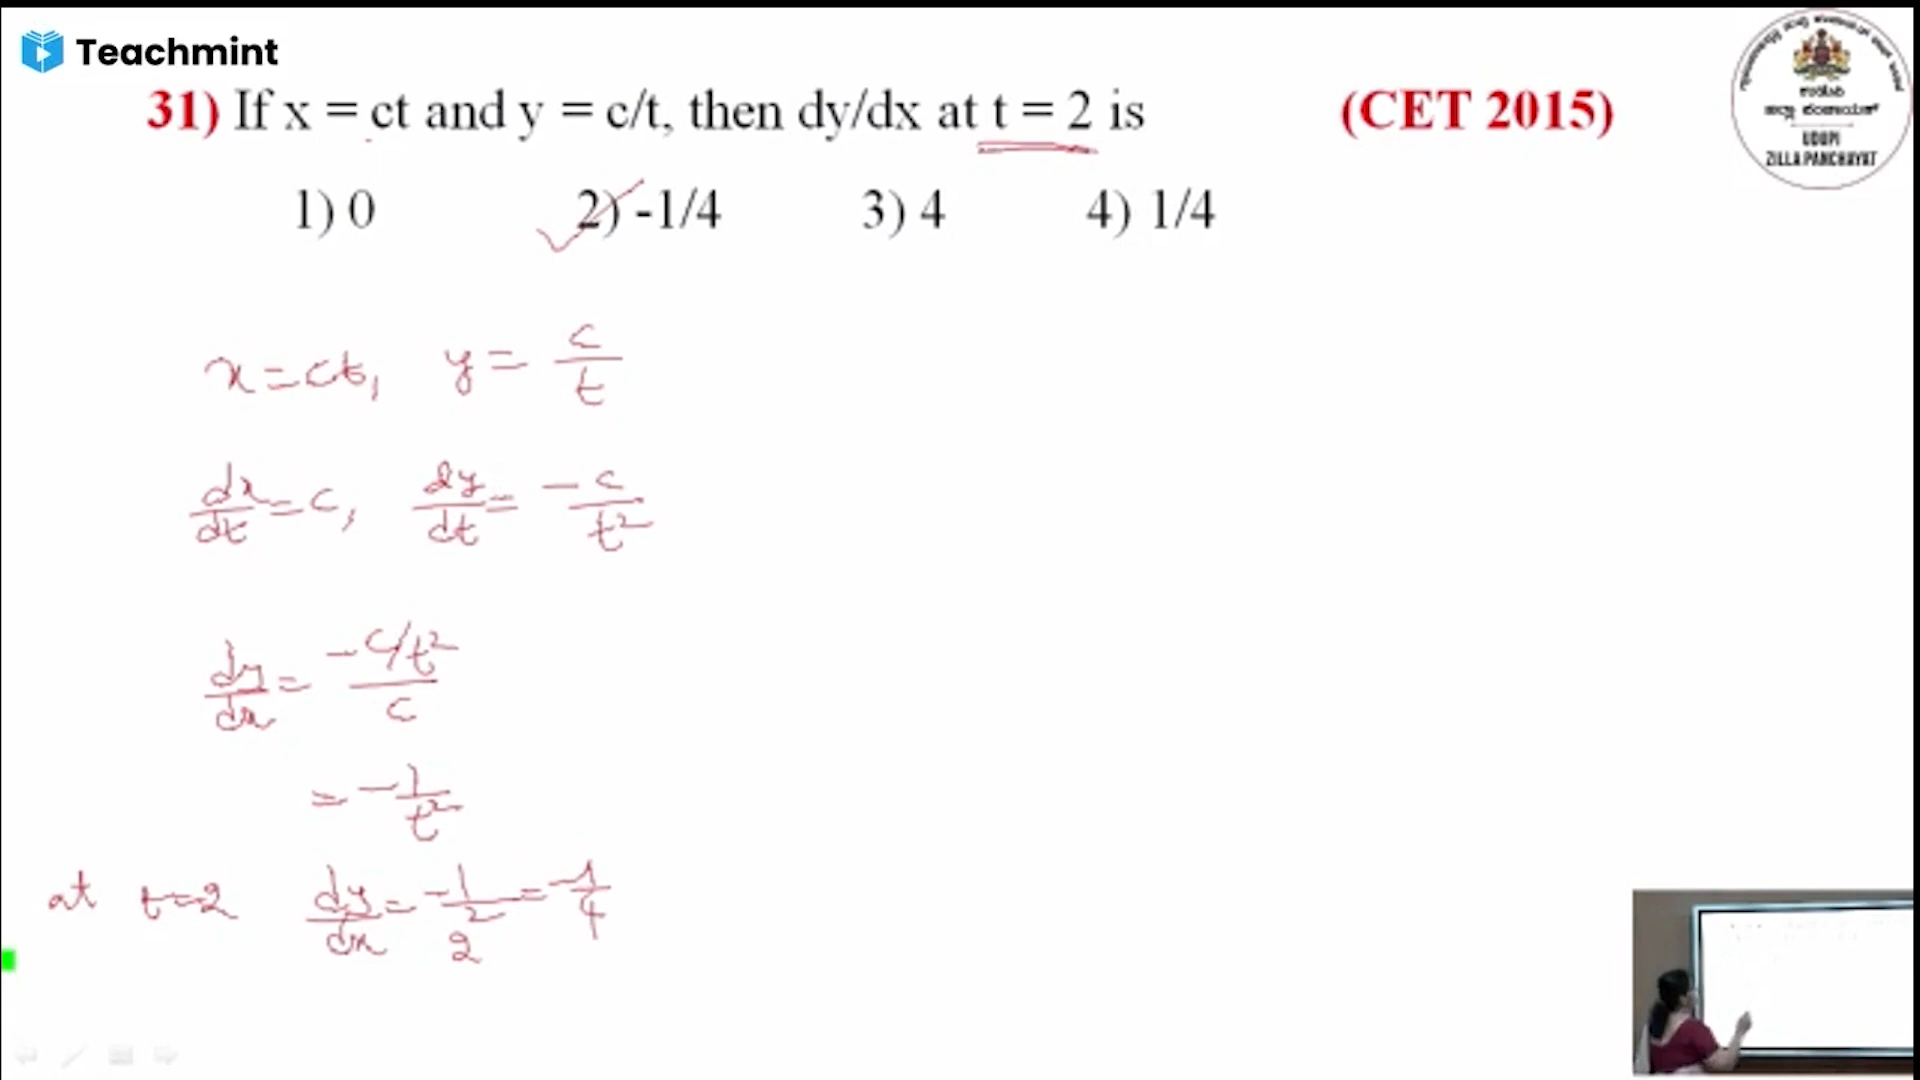 Teachmint
31) If x = ct and y = c/t, then dy/dx at t = 2 is (CET 2015)
1) 0 2) -1/4 3) 4 4) 1/4
UDUPI
ZILLA PANCHAYAT
x = ct, y = c/t
dx/dt = c, dy/dt = -c/t²
dy/dx = -c/t² / c
= -1/t²
at t=2 dy/dx = -1/2² = -1/4